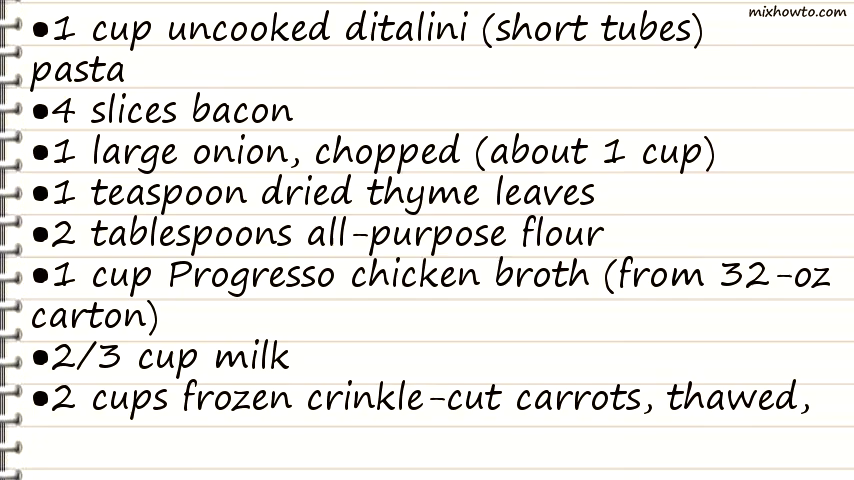 mixhowto.com
•1 cup uncooked ditalini (short tubes)
pasta
•4 slices bacon
•1 large onion, chopped (about 1 cup)
•1 teaspoon dried thyme leaves
•2 tablespoons all-purpose flour
•1 cup Progresso chicken broth (from 32-oz
carton)
•2/3 cup milk
•2 cups frozen crinkle-cut carrots, thawed,